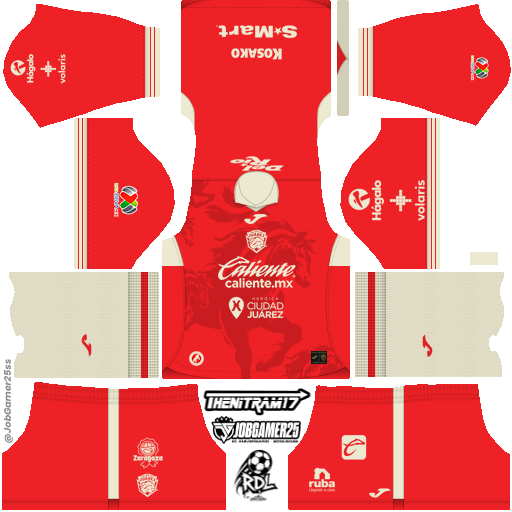 S★Mart
KOSAKO
Del Rio
Hágalo
volaris
Hágalo
volaris
Caliente
caliente.mx
HEROICA
CIUDAD
JUÁREZ
@JobGamer25ss
THENITRAM17
JOBGAMER25
RDL
Zaragoza
ruba